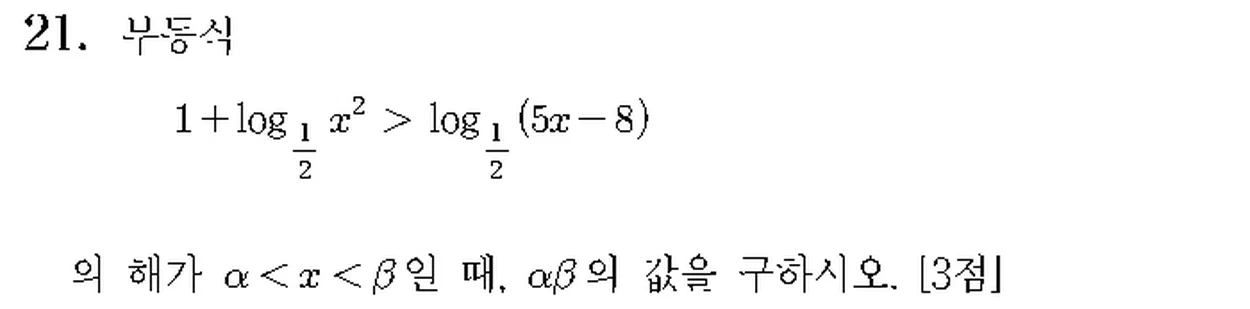 21. 부등식
1+log_{1/2} x² > log_{1/2} (5x-8)
의 해가 α<x<β일 때, αβ의 값을 구하시오. [3점]